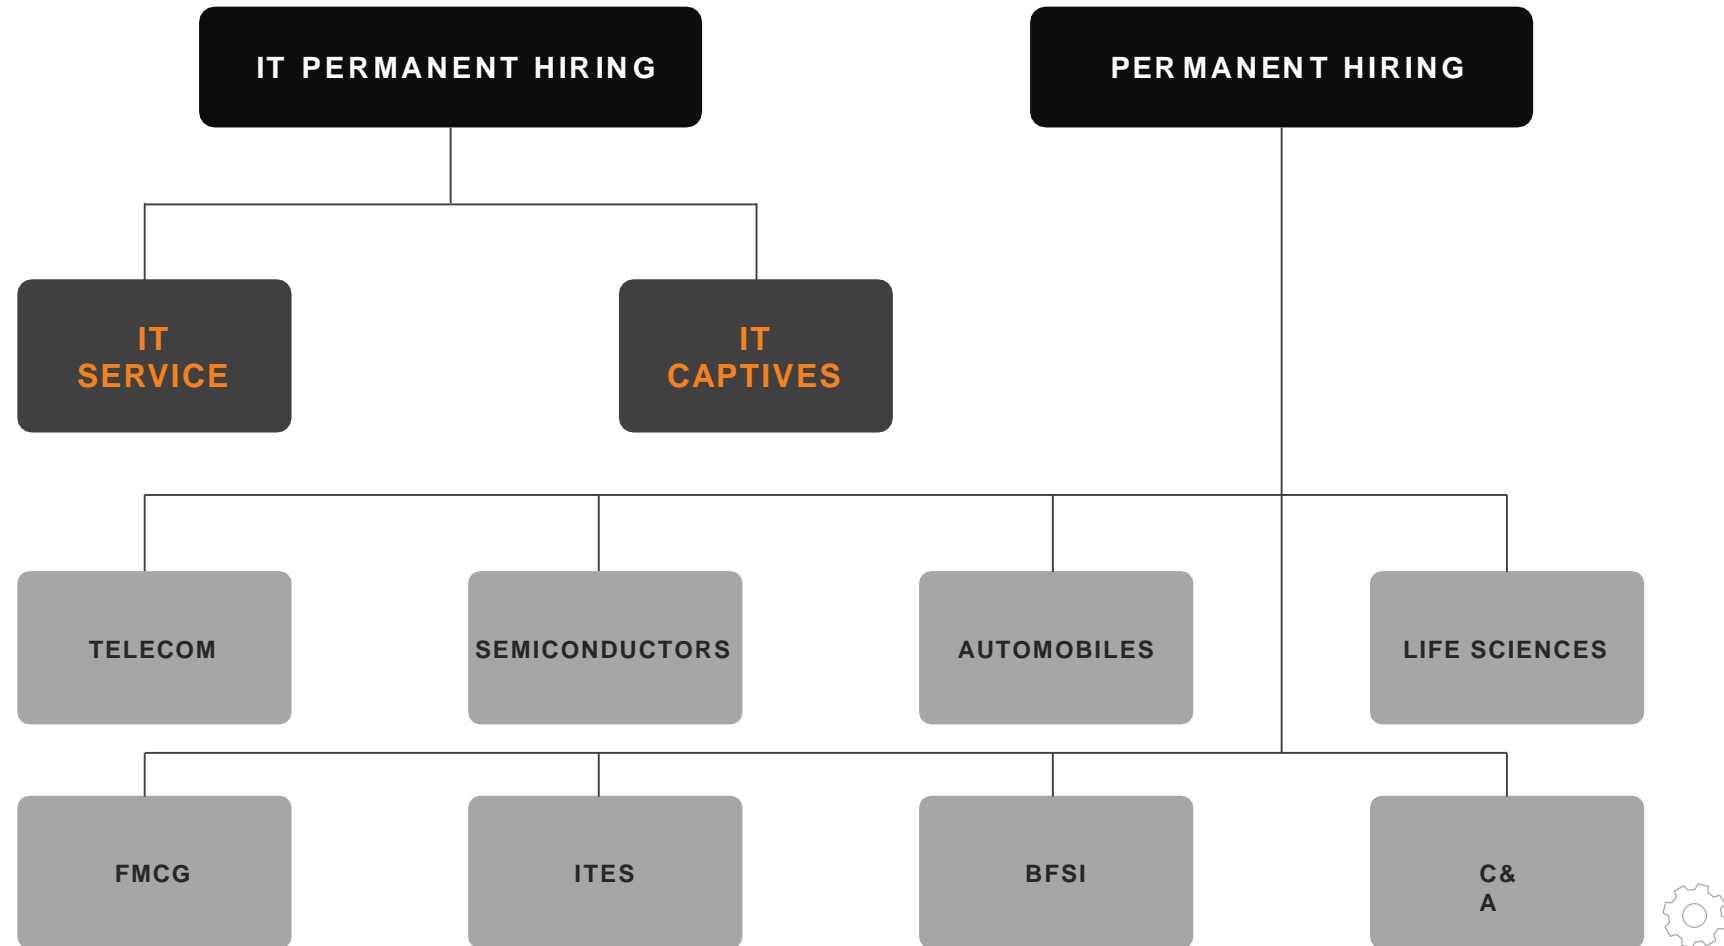 IT PERMANENT HIRING
PERMANENT HIRING
IT
SERVICE
IT
CAPTIVES
TELECOM
SEMICONDUCTORS
AUTOMOBILES
LIFE SCIENCES
FMCG
ITES
BFSI
C&
A